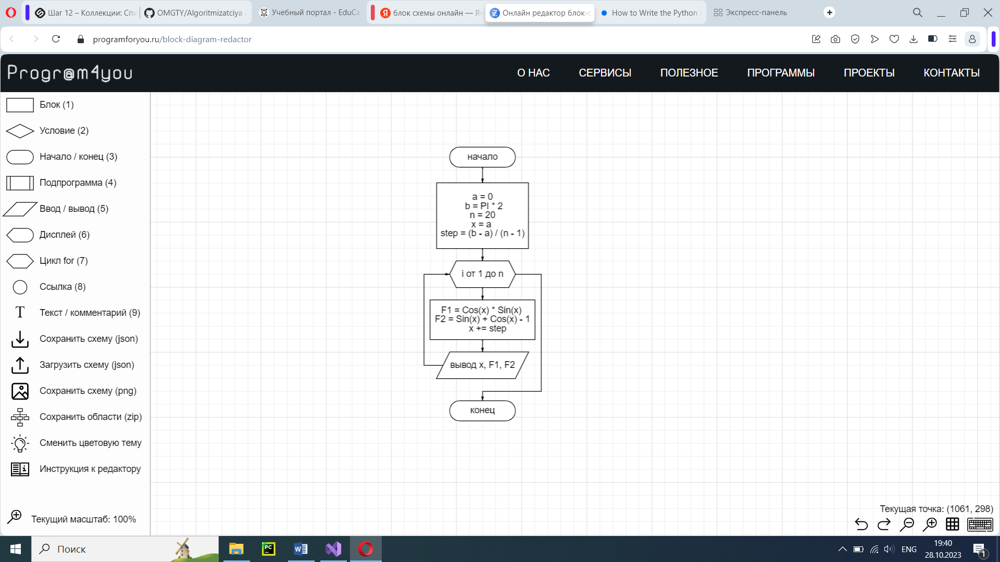 Шаг 12 – Коллекции: Спи
OMGTY/Algoritmizatciya
Учебный портал - EduCa
блок схемы онлайн — Ян
Онлайн редактор блок-с
How to Write the Python i
Экспресс-панель
programforyou.ru/block-diagram-redactor
Progr@m4you
О НАС
СЕРВИСЫ
ПОЛЕЗНОЕ
ПРОГРАММЫ
ПРОЕКТЫ
КОНТАКТЫ
Блок (1)
Условие (2)
Начало / конец (3)
Подпрограмма (4)
Ввод / вывод (5)
Дисплей (6)
Цикл for (7)
Ссылка (8)
T Текст / комментарий (9)
Сохранить схему (json)
Загрузить схему (json)
Сохранить схему (png)
Сохранить области (zip)
Сменить цветовую тему
Инструкция к редактору
Текущий масштаб: 100%
начало
a = 0
b = PI * 2
n = 20
x = a
step = (b - a) / (n - 1)
i от 1 до n
F1 = Cos(x) * Sin(x)
F2 = Sin(x) + Cos(x) - 1
x += step
вывод x, F1, F2
конец
Текущая точка: (1061, 298)
Поиск
PC
ENG
19:40
28.10.2023
1